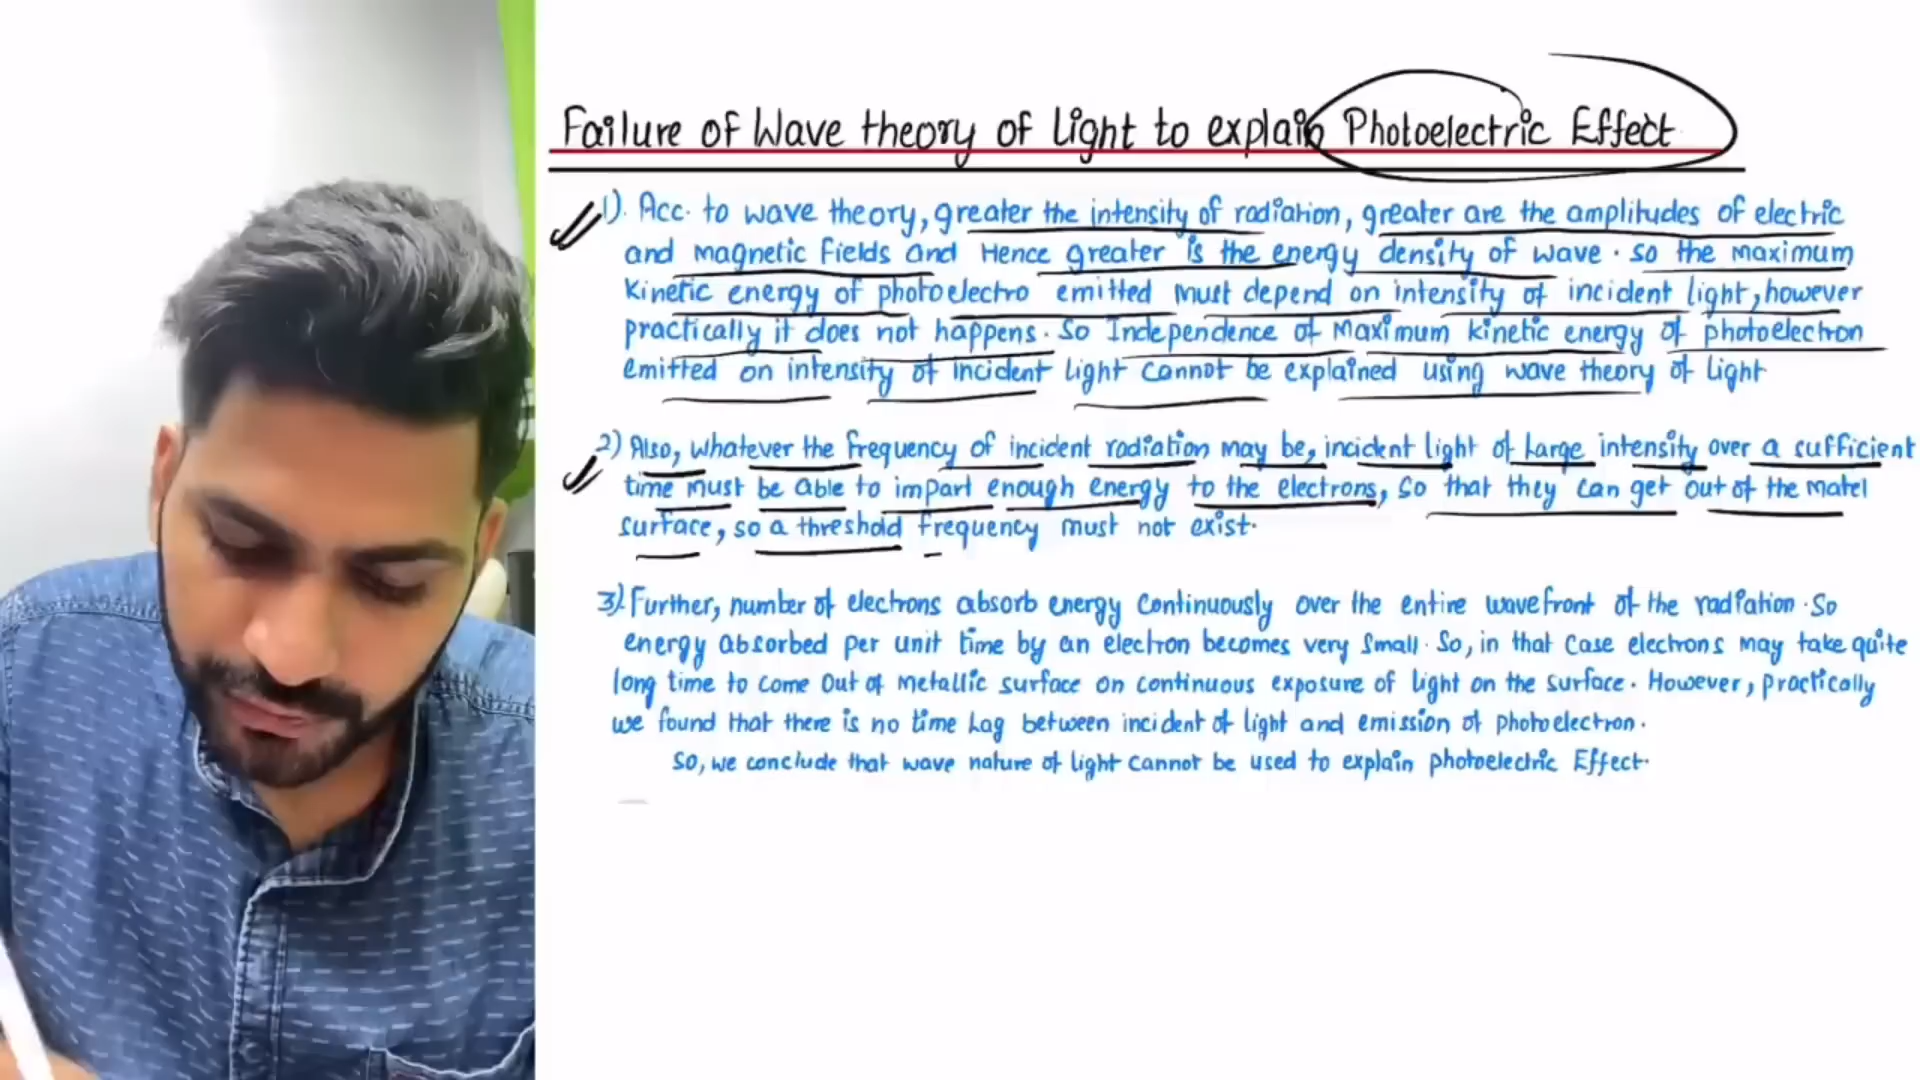 Failure of Wave theory of Light to explain Photoelectric Effect
1). Acc. to wave theory, greater the intensity of radiation, greater are the amplitudes of electric
and magnetic fields and Hence greater is the energy density of wave. So the maximum
kinetic energy of photoelectro emitted must depend on intensity of incident light, however
practically it does not happens. So Independence of Maximum kinetic energy of photoelectron
emitted on intensity of incident light cannot be explained using wave theory of Light
2) Also, whatever the frequency of incident radiation may be, incident light of Large intensity over a sufficient
time must be able to impart enough energy to the electrons, so that they can get out of the matel
surface, so a threshold frequency must not exist.
3). Further, number of electrons absorb energy continuously over the entire wavefront of the radiation. So
energy absorbed per unit time by an electron becomes very small. So, in that case electrons may take quite
long time to come out of metallic surface on continuous exposure of light on the surface. However, practically
we found that there is no time Lag between incident of light and emission of photoelectron.
So, we conclude that wave nature of light cannot be used to explain photoelectric Effect.